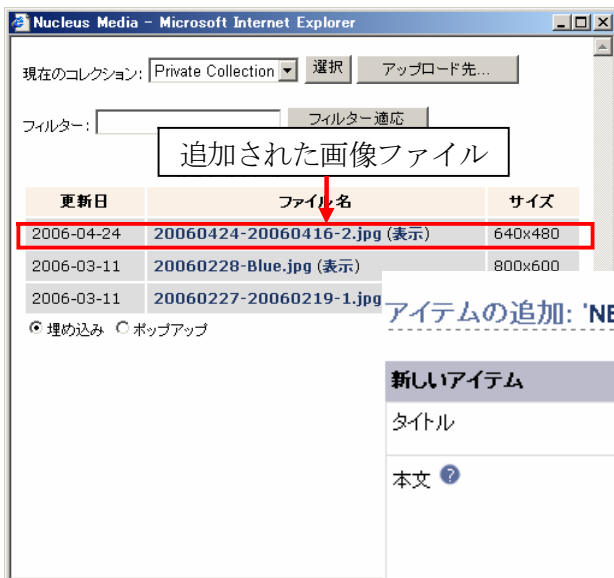 Nucleus Media - Microsoft Internet Explorer
現在のコレクション: Private Collection 選択 アップロード先...
フィルター: フィルター適応
追加された画像ファイル
更新日 ファイル名 サイズ
2006-04-24 20060424-20060416-2.jpg (表示) 640x480
2006-03-11 20060228-Blue.jpg (表示) 800x600
2006-03-11 20060227-20060219-1.jpg
埋め込み ポップアップ
アイテムの追加: 'NE
新しいアイテム
タイトル
本文 ?